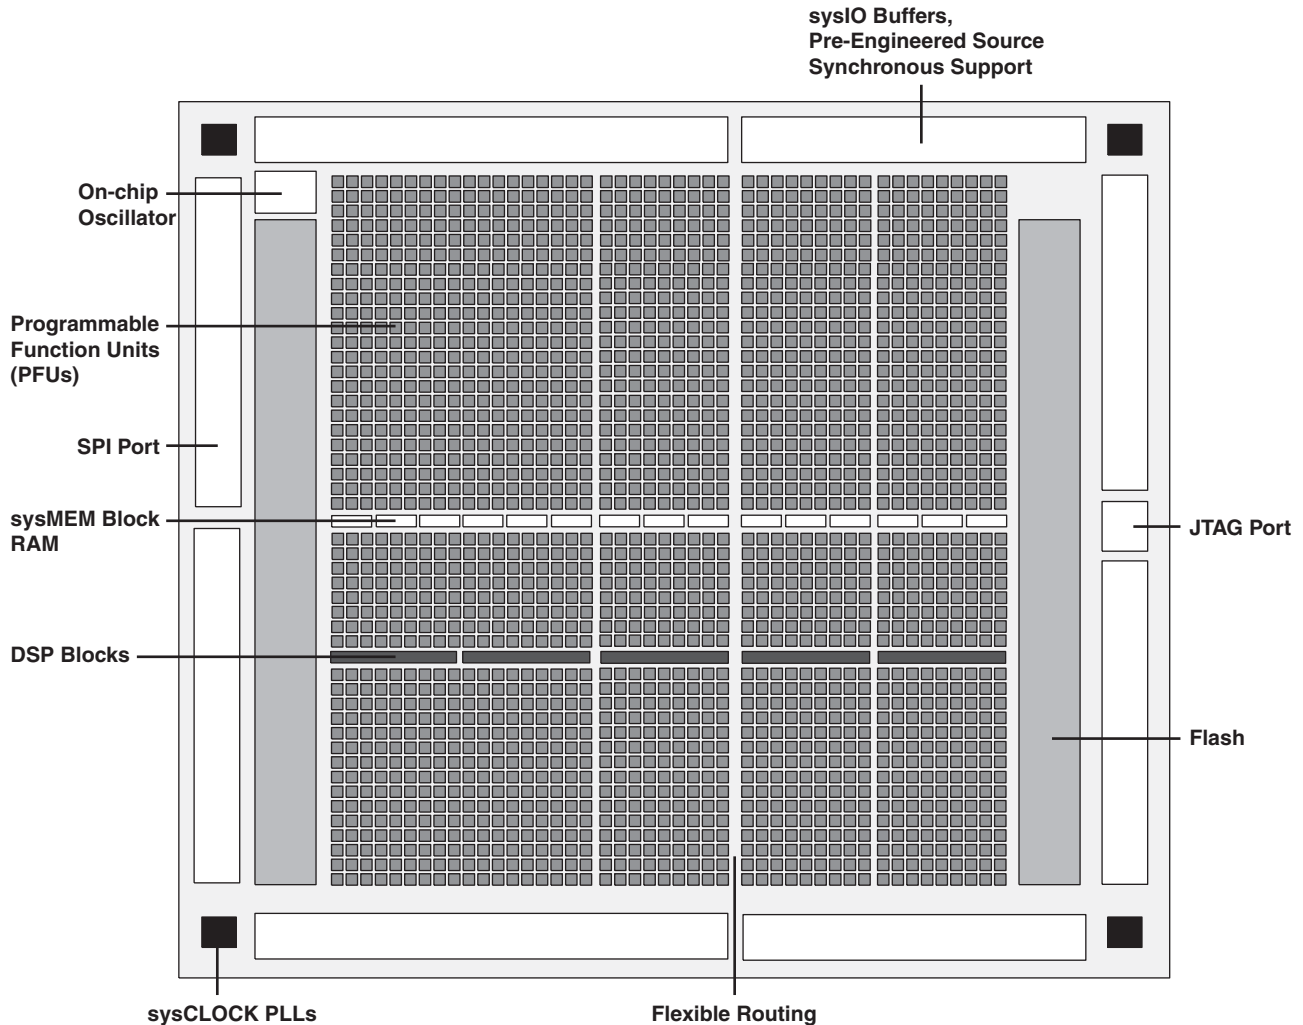 sysIO Buffers,
Pre-Engineered Source
Synchronous Support
On-chip
Oscillator
Programmable
Function Units
(PFUs)
SPI Port
sysMEM Block
RAM
JTAG Port
DSP Blocks
Flash
sysCLOCK PLLs
Flexible Routing